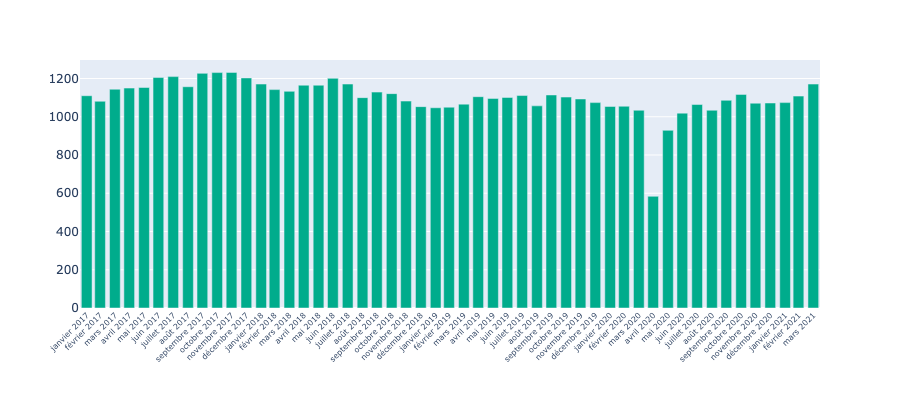 1200
1000
800
600
400
200
0
janvier 2017
février 2017
mars 2017
avril 2017
mai 2017
juin 2017
juillet 2017
août 2017
septembre 2017
octobre 2017
novembre 2017
décembre 2017
janvier 2018
février 2018
mars 2018
avril 2018
mai 2018
juin 2018
juillet 2018
août 2018
septembre 2018
octobre 2018
novembre 2018
décembre 2018
janvier 2019
février 2019
mars 2019
avril 2019
mai 2019
juin 2019
juillet 2019
août 2019
septembre 2019
octobre 2019
novembre 2019
décembre 2019
janvier 2020
février 2020
mars 2020
avril 2020
mai 2020
juin 2020
juillet 2020
août 2020
septembre 2020
octobre 2020
novembre 2020
décembre 2020
janvier 2021
février 2021
mars 2021